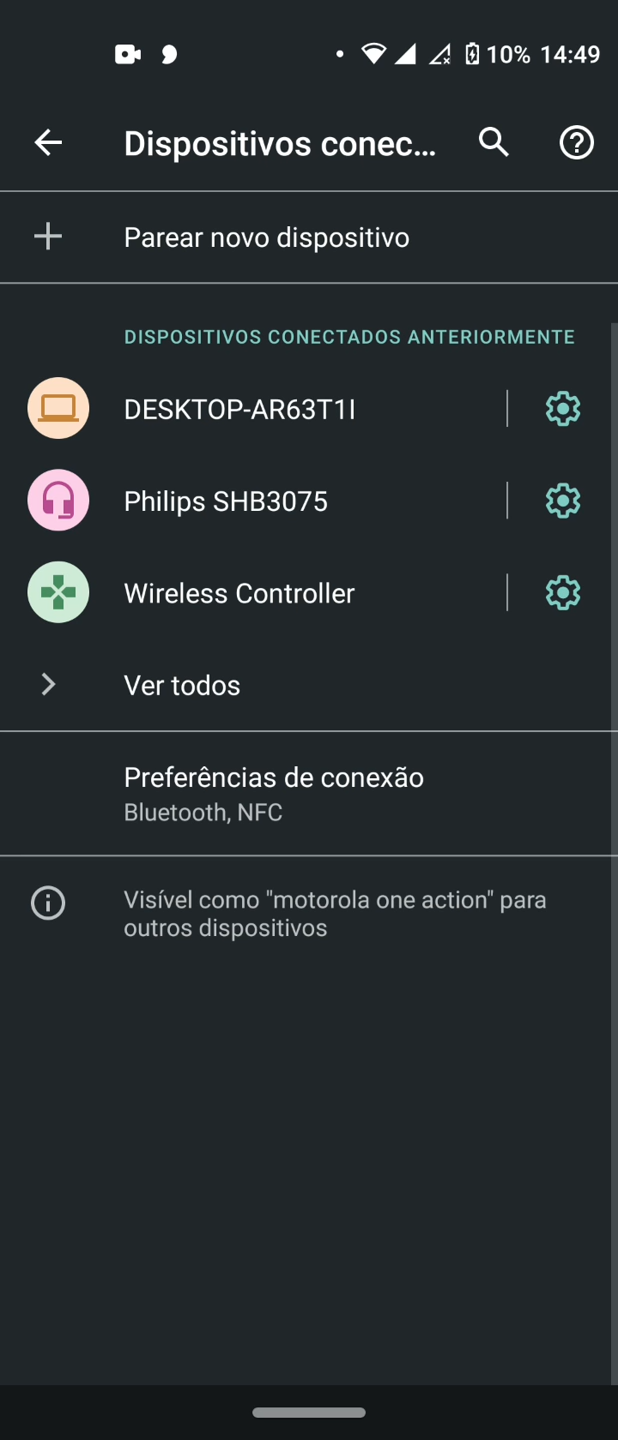 10% 14:49
Dispositivos conec...
Parear novo dispositivo
DISPOSITIVOS CONECTADOS ANTERIORMENTE
DESKTOP-AR63T1I
Philips SHB3075
Wireless Controller
Ver todos
Preferências de conexão
Bluetooth, NFC
Visível como "motorola one action" para
outros dispositivos